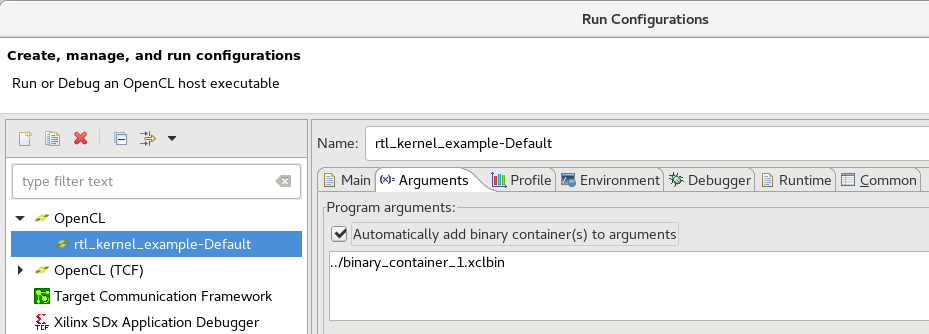 Run Configurations
Create, manage, and run configurations
Run or Debug an OpenCL host executable
type filter text
OpenCL
rtl_kernel_example-Default
OpenCL (TCF)
Target Communication Framework
TCF Xilinx SDx Application Debugger
Name: rtl_kernel_example-Default
Main (x)= Arguments Profile Environment Debugger Runtime Common
Program arguments:
Automatically add binary container(s) to arguments
../binary_container_1.xclbin